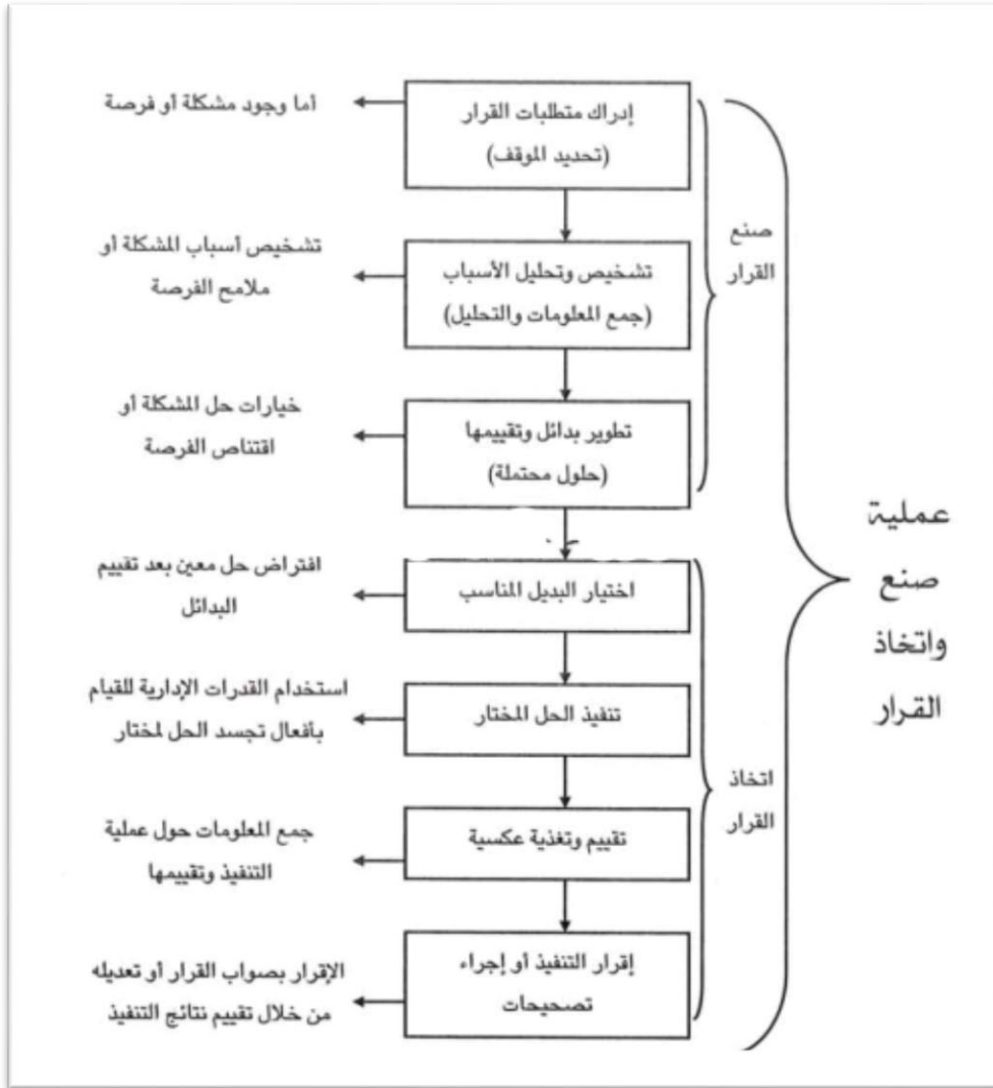 إدراك متطلبات القرار
(تحديد الموقف)
أما وجود مشكلة أو فرصة
تشخيص وتحليل الأسباب
(جمع المعلومات والتحليل)
تشخيص أسباب المشكلة أو
ملامح الفرصة
تطوير بدائل وتقييمها
(حلول محتملة)
خيارات حل المشكلة أو
اقتناص الفرصة
صنع
القرار
اختيار البديل المناسب
افتراض حل معين بعد تقييم
البدائل
تنفيذ الحل المختار
استخدام القدرات الإدارية للقيام
بأفعال تجسد الحل لمختار
تقييم وتغذية عكسية
جمع المعلومات حول عملية
التنفيذ وتقييمها
إقرار التنفيذ أو إجراء
تصحيحات
الإقرار بصواب القرار أو تعديله
من خلال تقييم نتائج التنفيذ
اتخاذ
القرار
عملية
صنع
واتخاذ
القرار